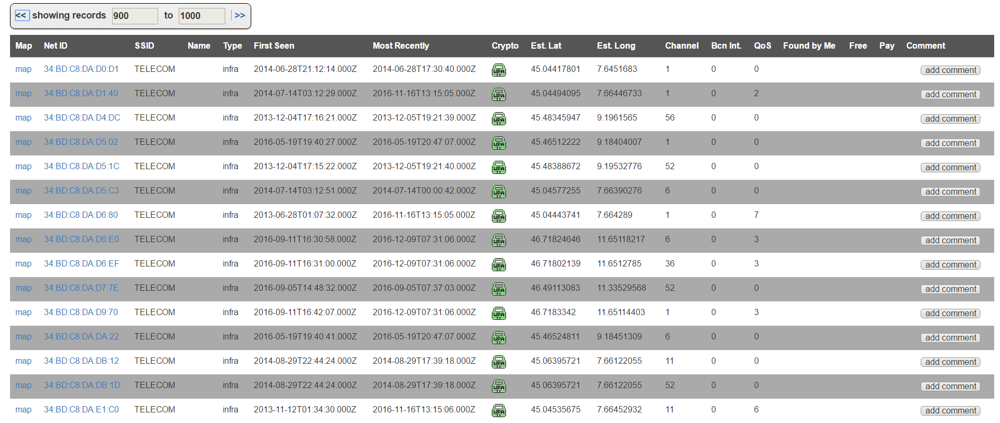 << showing records 900 to 1000 | >>
Map Net ID SSID Name Type First Seen Most Recently Crypto Est. Lat Est. Long Channel Bcn Int. QoS Found by Me Free Pay Comment
map 34:BD:C8:DA:D0:D1 TELECOM infra 2014-06-28T21:12:14.000Z 2014-06-28T17:30:40.000Z WPA 45.04417801 7.6451683 1 0 0 add comment
map 34:BD:C8:DA:D1:40 TELECOM infra 2014-07-14T03:12:29.000Z 2016-11-16T13:15:05.000Z WPA 45.04494095 7.66446733 1 0 2 add comment
map 34:BD:C8:DA:D4:DC TELECOM infra 2013-12-04T17:16:21.000Z 2013-12-05T19:21:39.000Z WPA 45.48345947 9.1961565 56 0 0 add comment
map 34:BD:C8:DA:D5:02 TELECOM infra 2016-05-19T19:40:27.000Z 2016-05-19T20:47:07.000Z WPA 45.46512222 9.18404007 1 0 0 add comment
map 34:BD:C8:DA:D5:1C TELECOM infra 2013-12-04T17:15:22.000Z 2013-12-05T19:21:40.000Z WPA 45.48388672 9.19532776 52 0 0 add comment
map 34:BD:C8:DA:D5:C3 TELECOM infra 2014-07-14T03:12:51.000Z 2014-07-14T00:00:42.000Z WPA 45.04577255 7.66390276 6 0 0 add comment
map 34:BD:C8:DA:D6:80 TELECOM infra 2013-06-28T01:07:32.000Z 2016-11-16T13:15:05.000Z WPA 45.04443741 7.664289 1 0 7 add comment
map 34:BD:C8:DA:D6:E0 TELECOM infra 2016-09-11T16:30:58.000Z 2016-12-09T07:31:06.000Z WPA 46.71824646 11.65118217 6 0 3 add comment
map 34:BD:C8:DA:D6:EF TELECOM infra 2016-09-11T16:31:00.000Z 2016-12-09T07:31:06.000Z WPA 46.71802139 11.6512785 36 0 3 add comment
map 34:BD:C8:DA:D7:7E TELECOM infra 2016-09-05T14:48:32.000Z 2016-09-05T07:37:03.000Z WPA 46.49113083 11.33529568 52 0 0 add comment
map 34:BD:C8:DA:D9:70 TELECOM infra 2016-09-11T16:42:07.000Z 2016-12-09T07:31:06.000Z WPA 46.7183342 11.65114403 1 0 3 add comment
map 34:BD:C8:DA:DA:22 TELECOM infra 2016-05-19T19:40:41.000Z 2016-05-19T20:47:07.000Z WPA 45.46524811 9.18451309 6 0 0 add comment
map 34:BD:C8:DA:DB:12 TELECOM infra 2014-08-29T22:44:24.000Z 2014-08-29T17:39:18.000Z WPA 45.06395721 7.66122055 11 0 0 add comment
map 34:BD:C8:DA:DB:1D TELECOM infra 2014-08-29T22:44:24.000Z 2014-08-29T17:39:18.000Z WPA 45.06395721 7.66122055 52 0 0 add comment
map 34:BD:C8:DA:E1:C0 TELECOM infra 2013-11-12T01:34:30.000Z 2016-11-16T13:15:06.000Z WPA 45.04535675 7.66452932 11 0 6 add comment